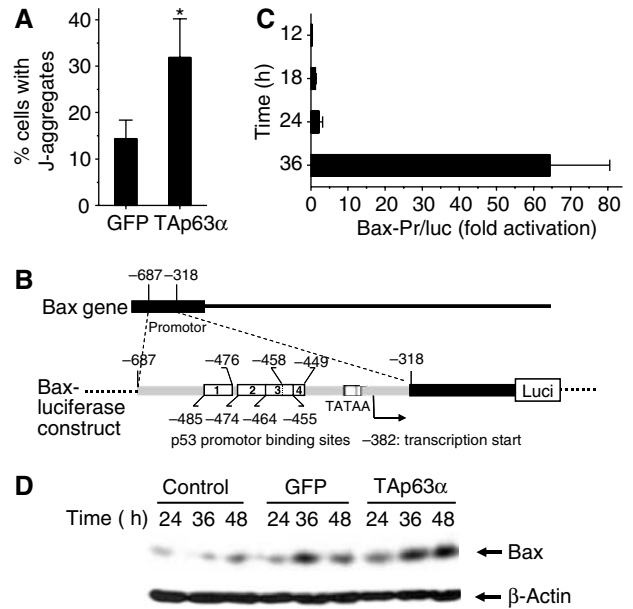 A
% cells with
J-aggregates
40
30
20
10
0
*
GFP TAp63α
C
Time (h)
12
18
24
36
0 10 20 30 40 50 60 70 80
Bax-Pr/luc (fold activation)
B
−687 −318
Bax gene
Promotor
−687
−476 −458 −449
−318
Bax-
luciferase
construct
1 2 3 4
TATAA
Luci
−485 −474 −464 −455
p53 promotor binding sites −382: transcription start
D
Control GFP TAp63α
Time ( h) 24 36 48 24 36 48 24 36 48
Bax
β-Actin